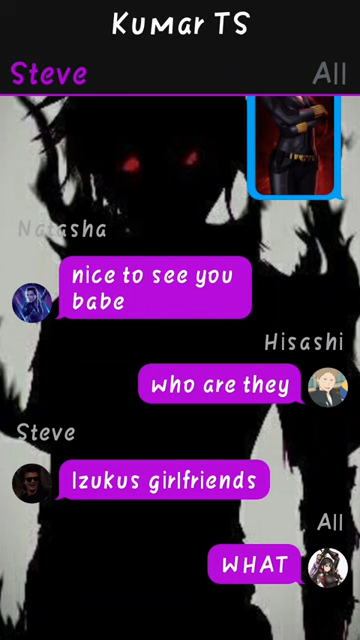 Kumar TS
Steve
All
Natasha
nice to see you
babe
Hisashi
who are they
Steve
Izukus girlfriends
All
WHAT